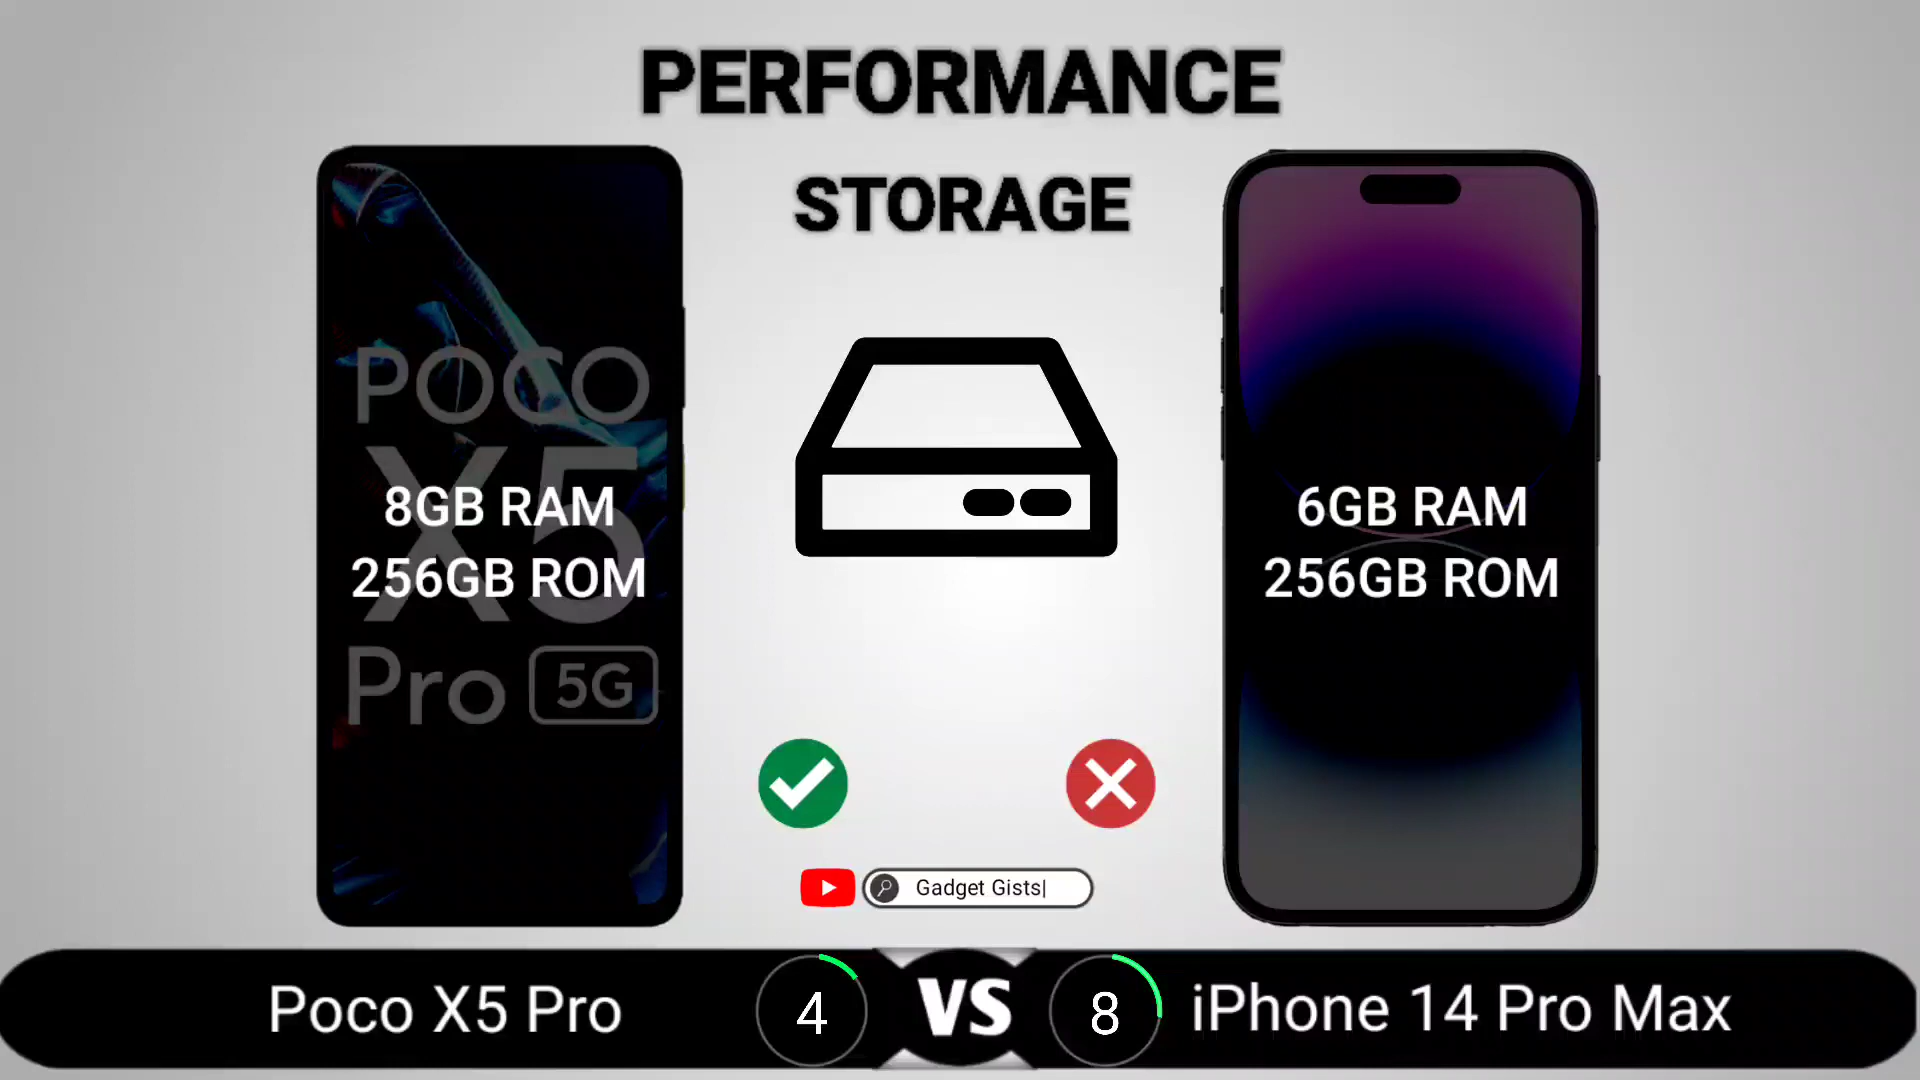 PERFORMANCE
STORAGE
POCO
X5
Pro 5G
8GB RAM
256GB ROM
6GB RAM
256GB ROM
Gadget Gists|
Poco X5 Pro
4
VS
8
iPhone 14 Pro Max